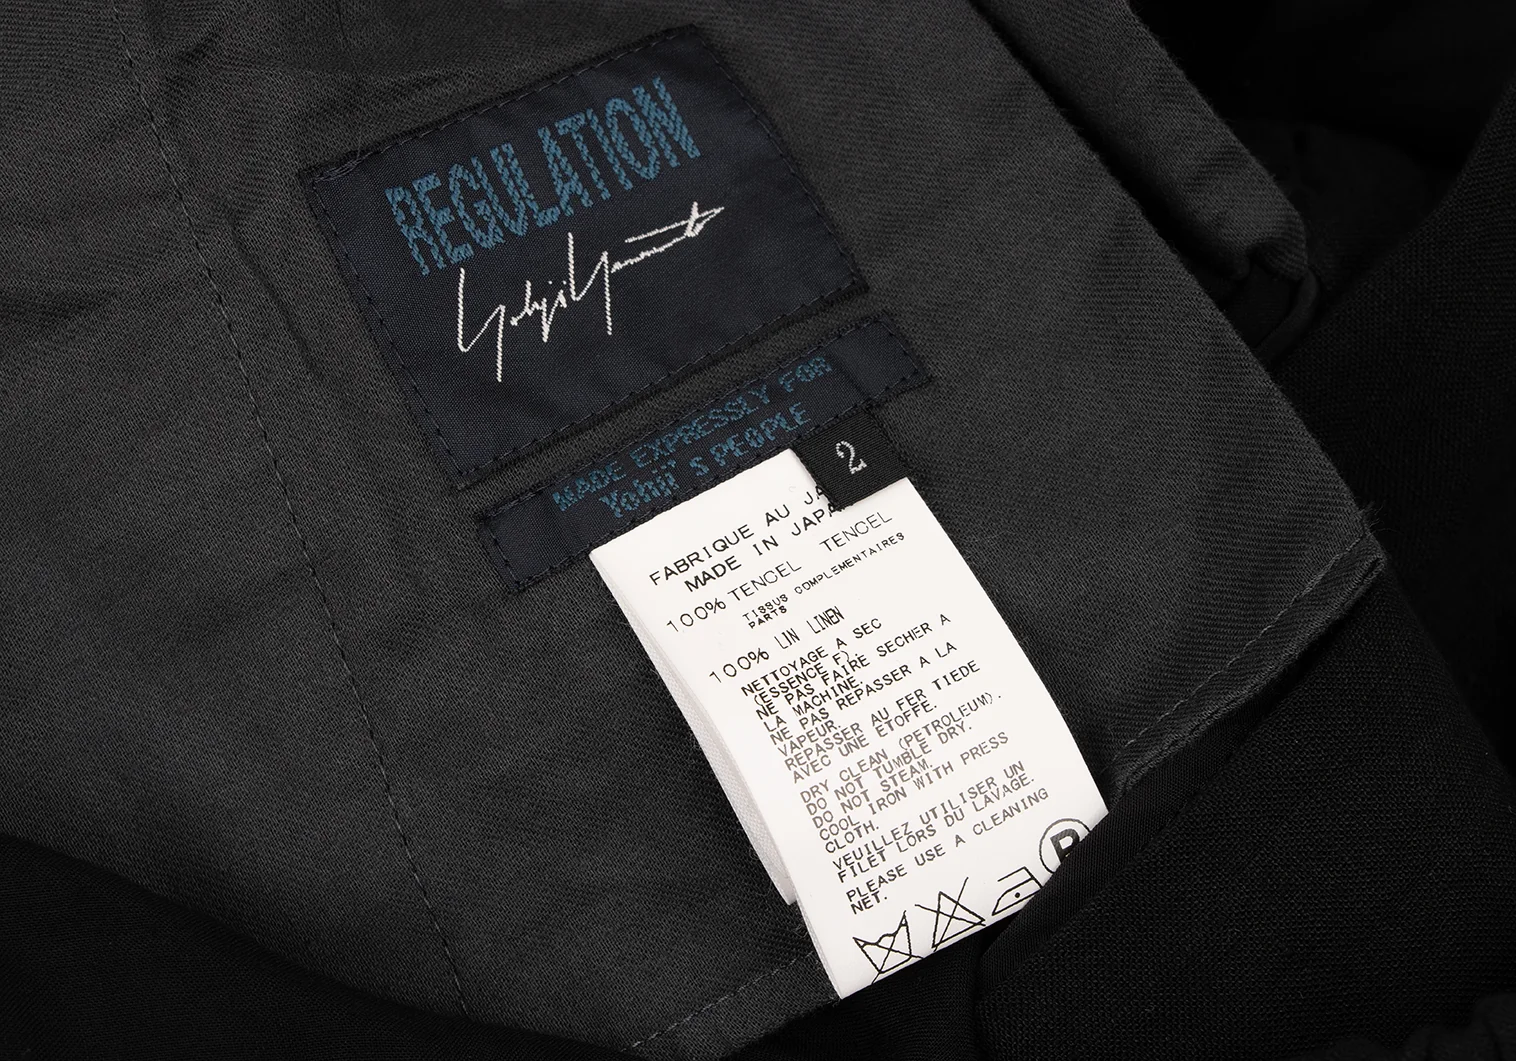 REGULATION
Yohji Yamamoto
MADE EXPRESSLY FOR
Yohji'S PEOPLE
2
FABRIQUE AU JA
MADE IN JAPA
100% TENCEL TENCEL
TISSUS COMPLEMENTAIRES
PARTS
100% LIN LINEN
NETTOYAGE A SEC
(ESSENCE F).
NE PAS FAIRE SECHER A
LA MACHINE.
NE PAS REPASSER A LA
VAPEUR.
REPASSER AU FER TIEDE
AVEC UNE ETOFFE.
DRY CLEAN (PETROLEUM).
DO NOT TUMBLE DRY.
DO NOT STEAM.
COOL IRON WITH PRESS
CLOTH.
VEUILLEZ UTILISER UN
FILET LORS DU LAVAGE.
PLEASE USE A CLEANING
NET.
P